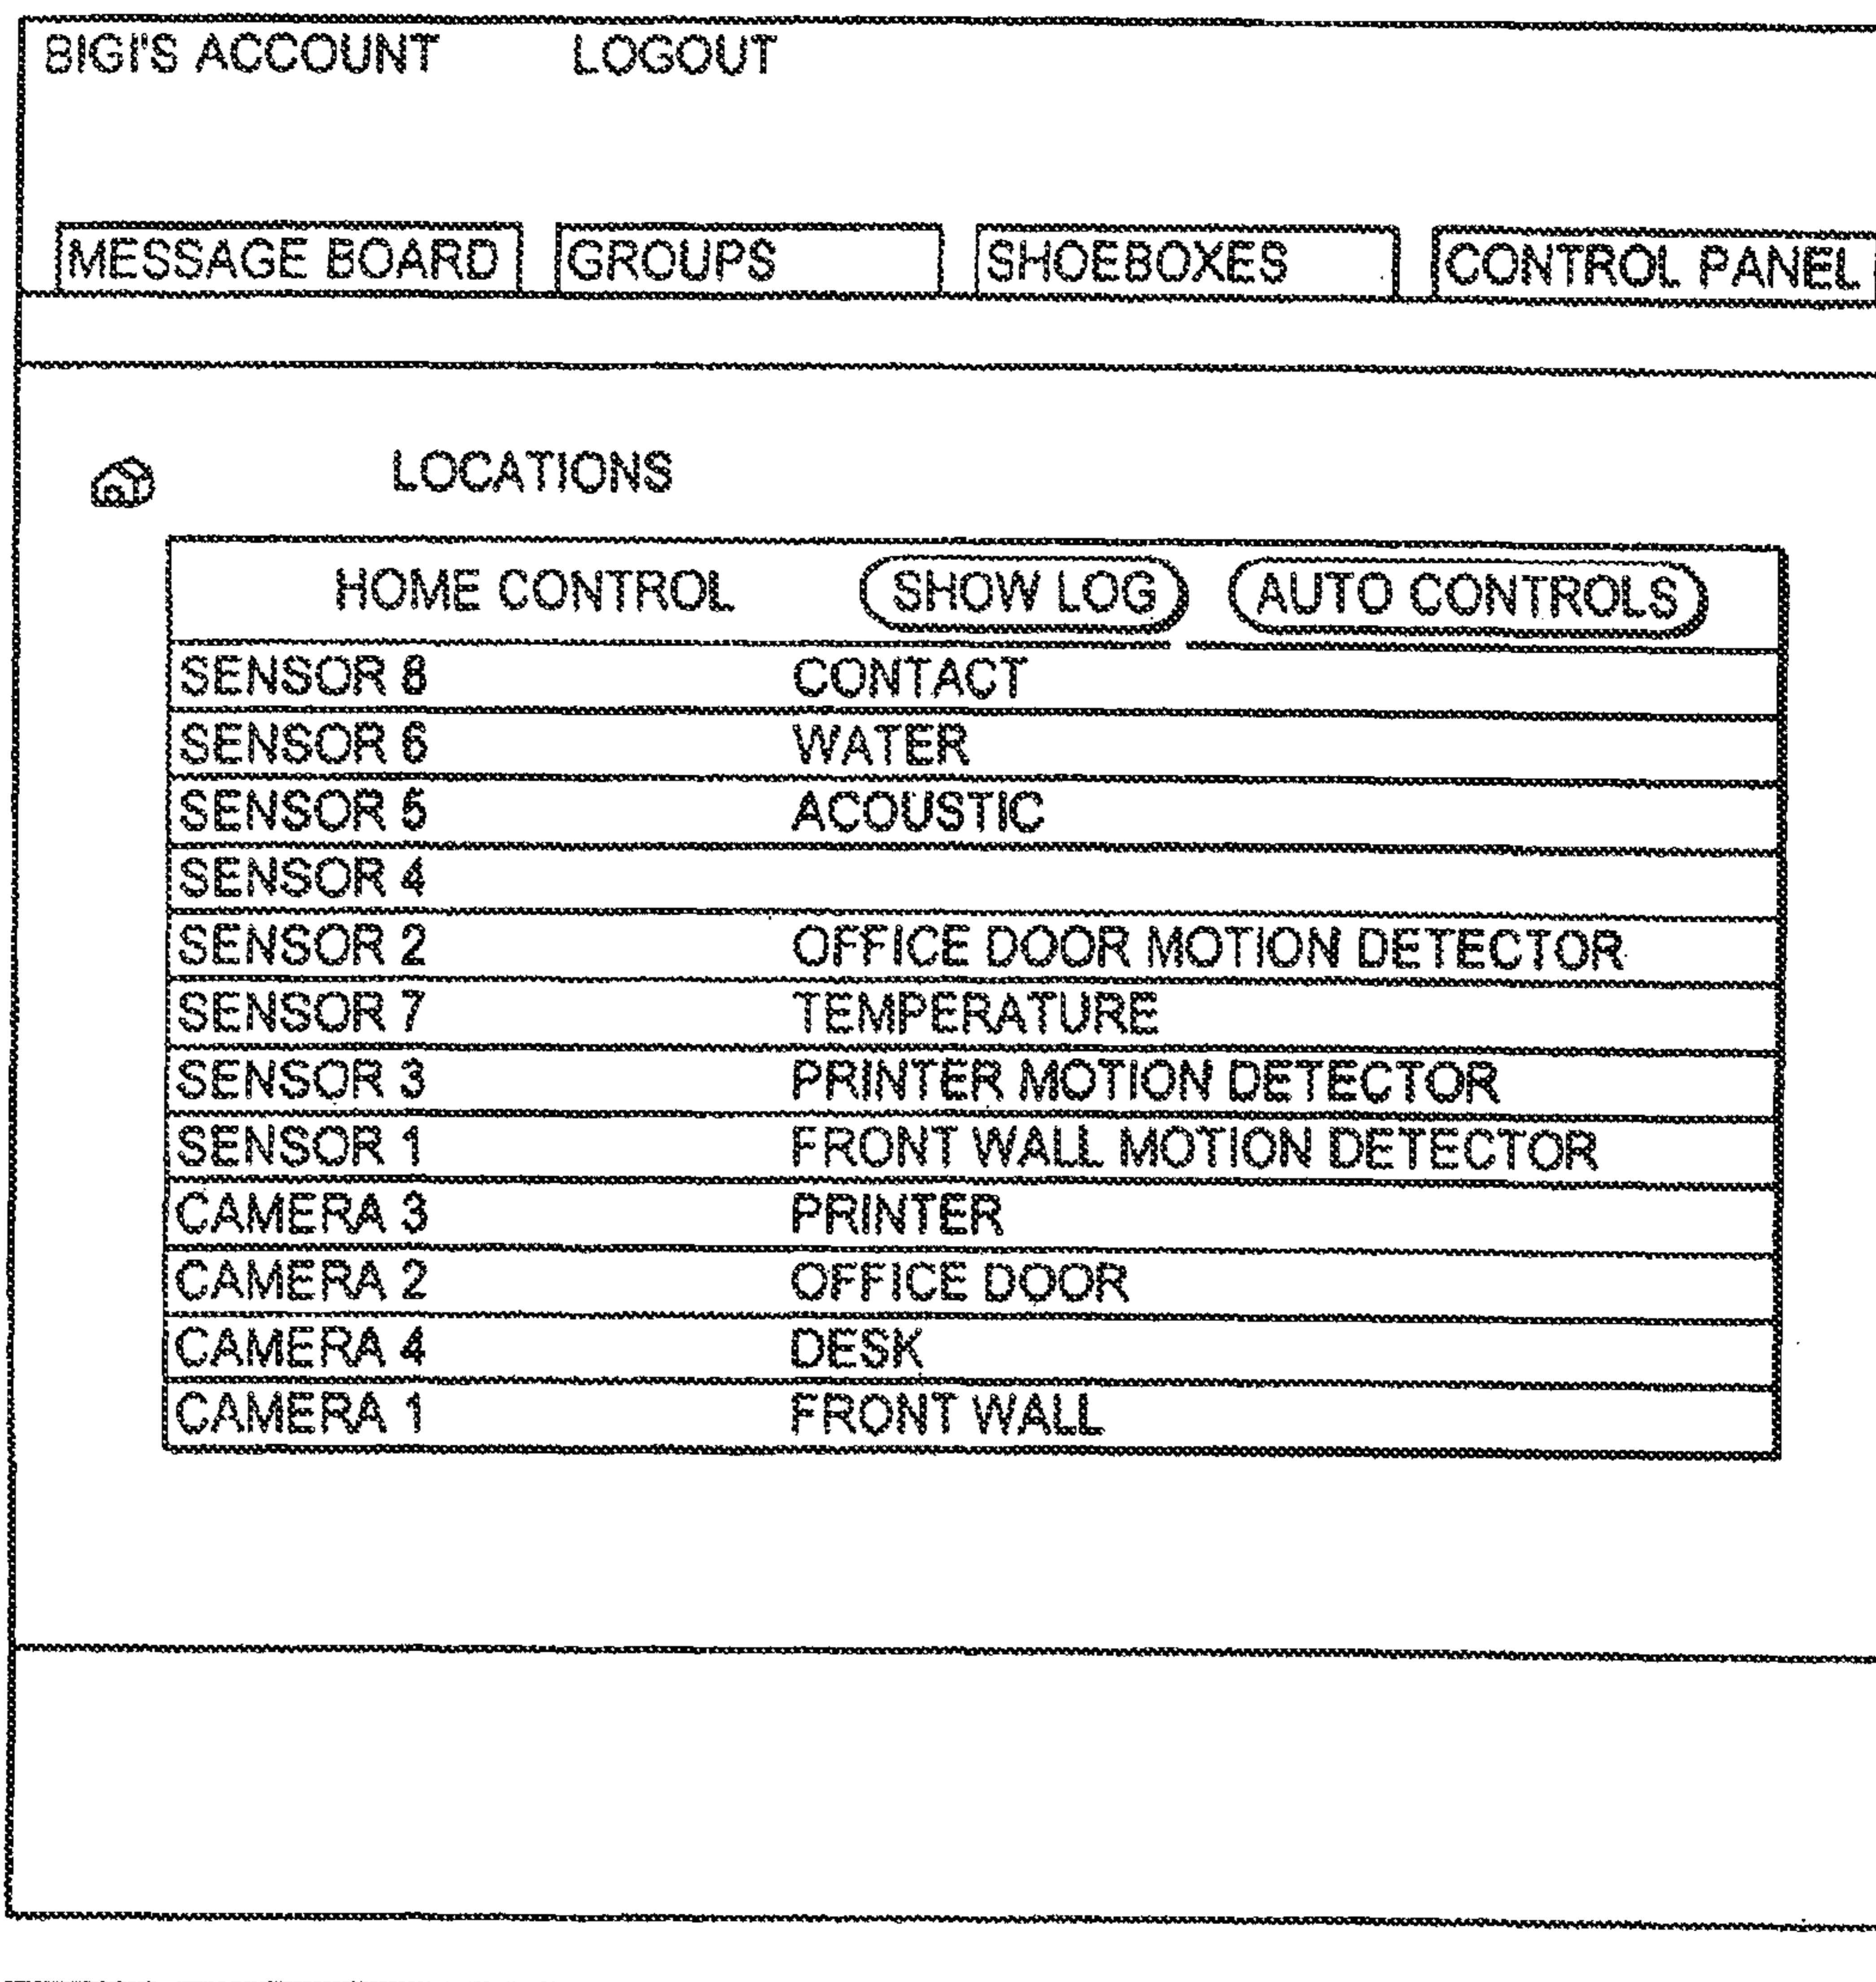 BIGI'S ACCOUNT LOGOUT
MESSAGE BOARD GROUPS SHOEBOXES CONTROL PANEL
LOCATIONS
HOME CONTROL SHOW LOG AUTO CONTROLS
SENSOR 8 CONTACT
SENSOR 6 WATER
SENSOR 5 ACOUSTIC
SENSOR 4
SENSOR 2 OFFICE DOOR MOTION DETECTOR
SENSOR 7 TEMPERATURE
SENSOR 3 PRINTER MOTION DETECTOR
SENSOR 1 FRONT WALL MOTION DETECTOR
CAMERA 3 PRINTER
CAMERA 2 OFFICE DOOR
CAMERA 4 DESK
CAMERA 1 FRONT WALL